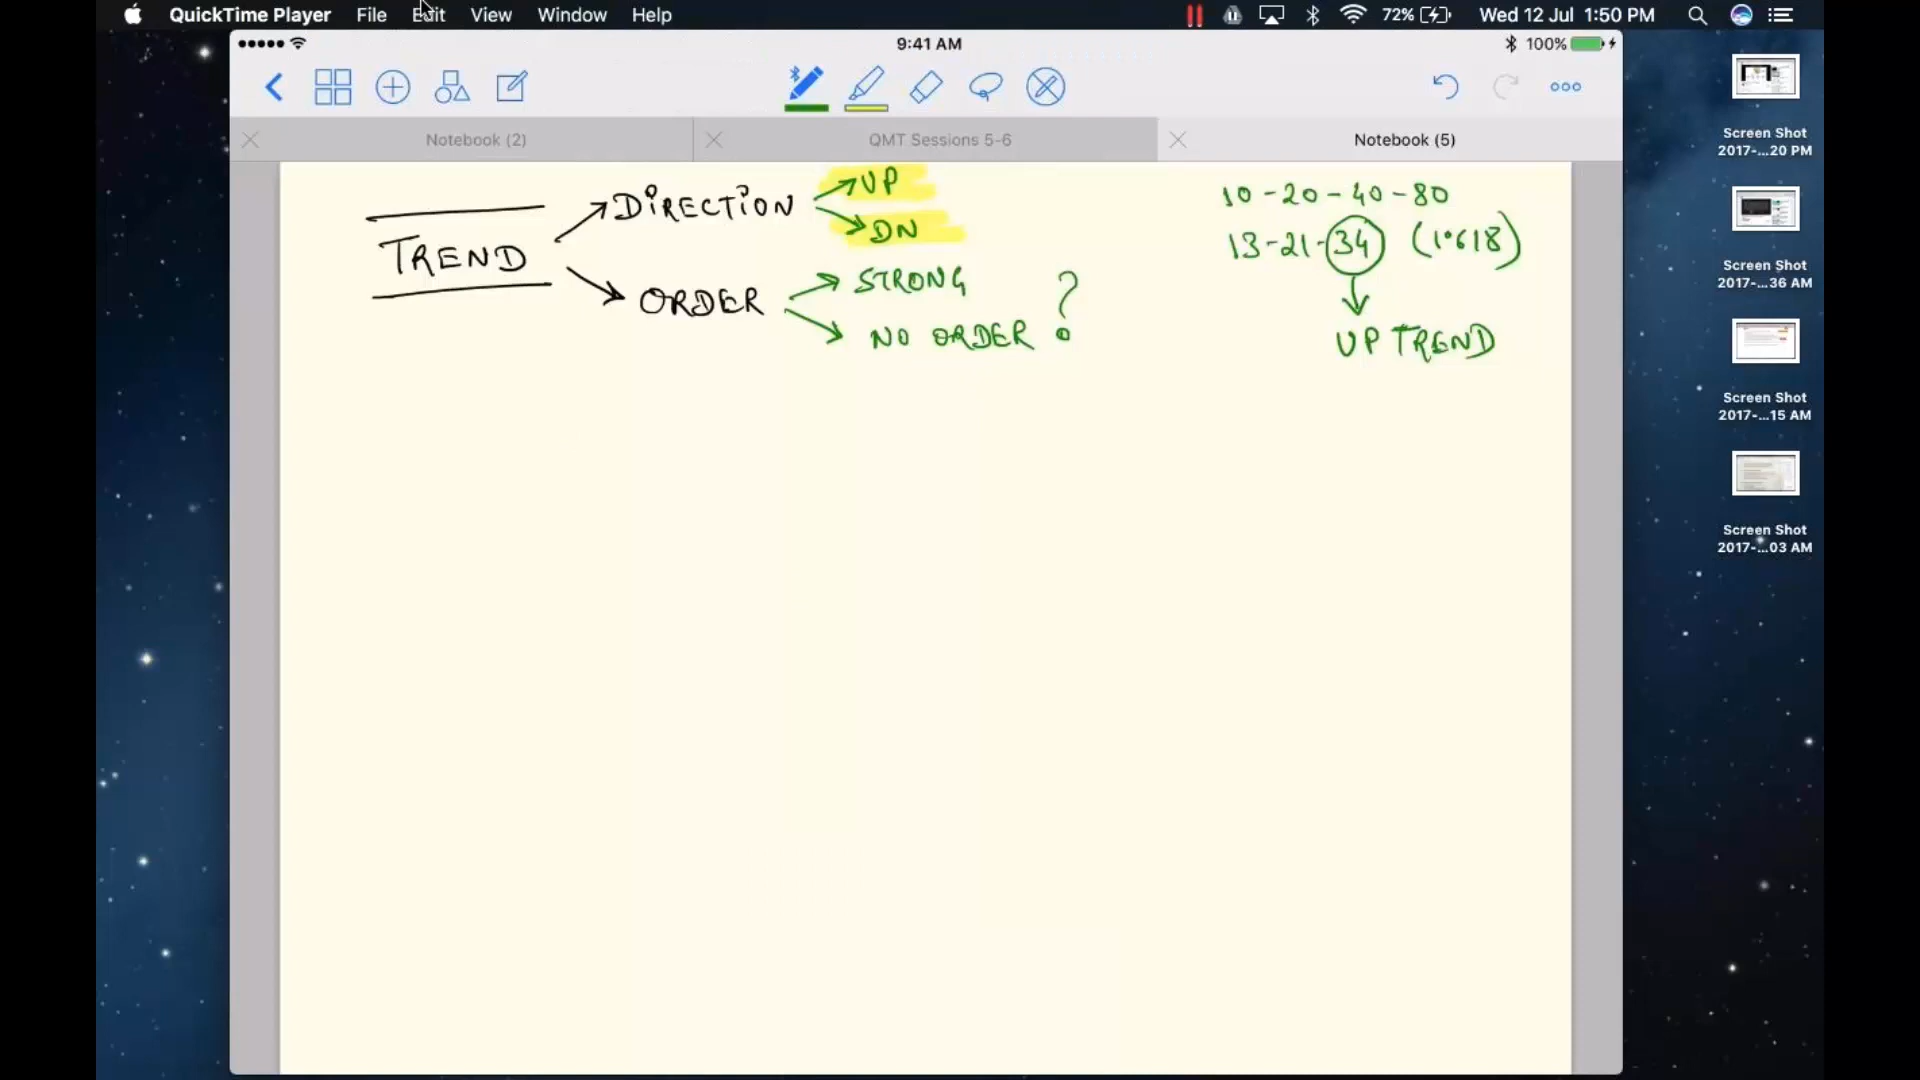 QuickTime Player File Edit View Window Help 72% Wed 12 Jul 1:50 PM
9:41 AM 100%
Notebook (2) QMT Sessions 5-6 Notebook (5)
TREND
DIRECTION
UP
DN
ORDER
STRONG
NO ORDER ?
10 - 20 - 40 - 80
13 - 21 - 34 (1.618)
UP TREND
Screen Shot
2017-...20 PM
Screen Shot
2017-...36 AM
Screen Shot
2017-...15 AM
Screen Shot
2017-...03 AM